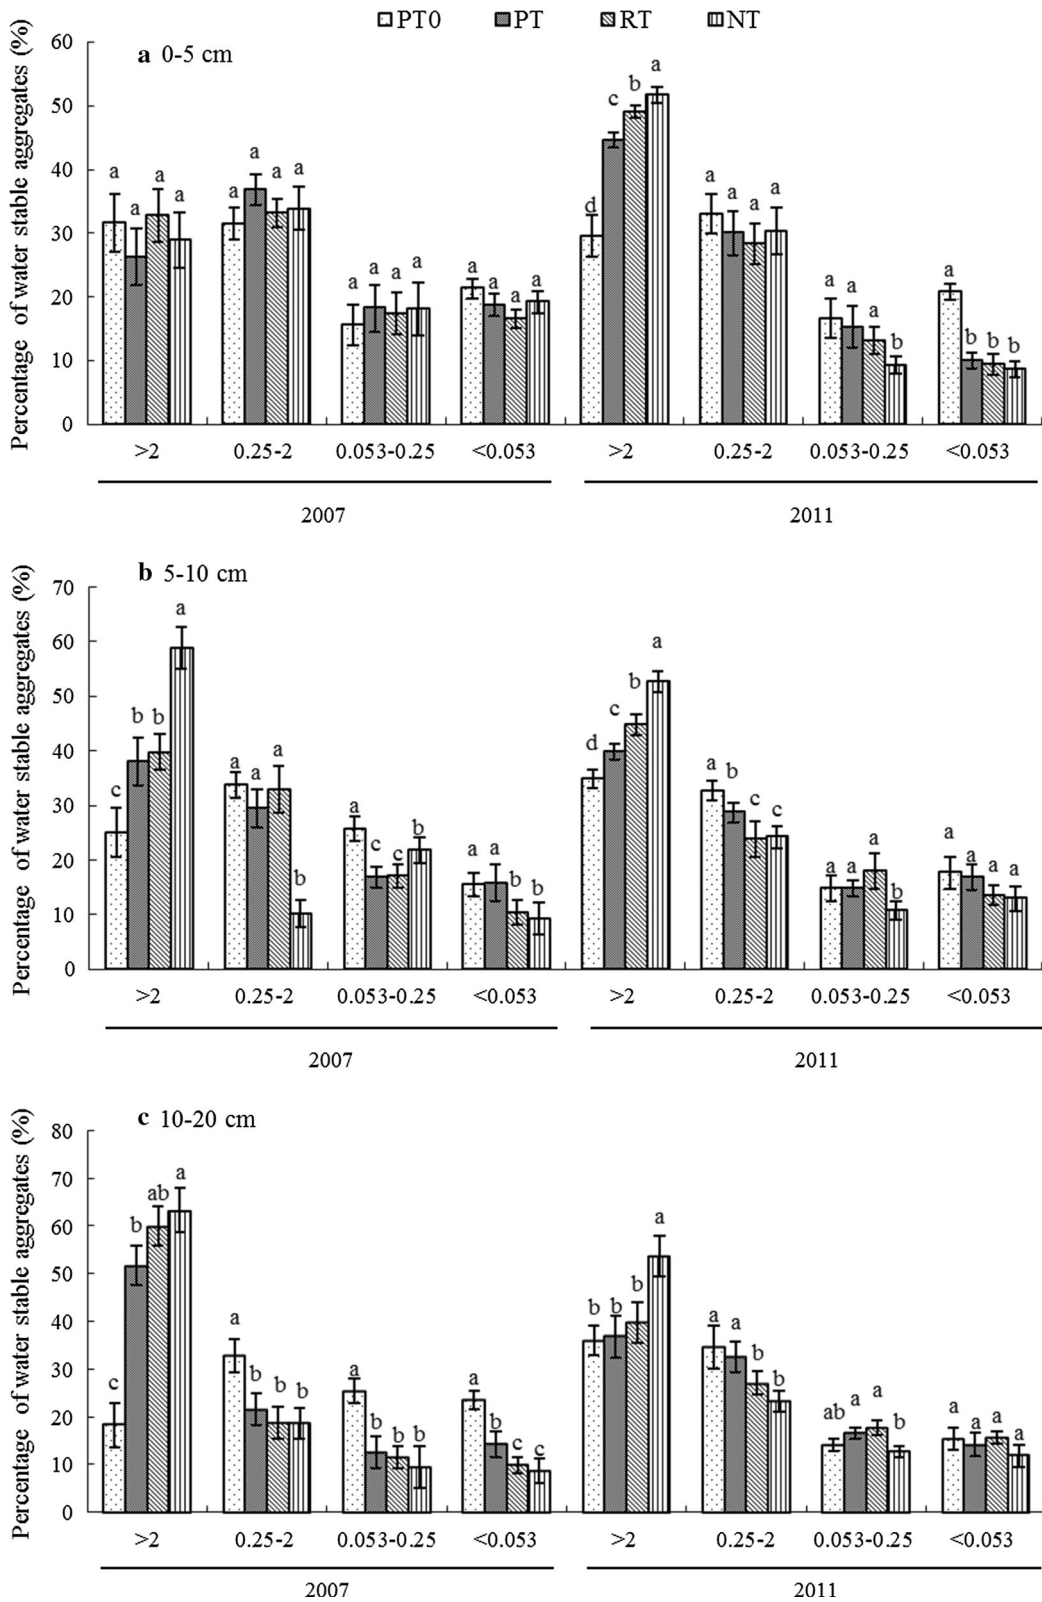 PT0 PT RT NT
a 0-5 cm
Percentage of water stable aggregates (%)
60
50
40
30
20
10
0
a a a a a a a a a a a a a a a a
d c b a a a a a a a a b a b b b
>2 0.25-2 0.053-0.25 <0.053 >2 0.25-2 0.053-0.25 <0.053
2007 2011
b 5-10 cm
Percentage of water stable aggregates (%)
70
60
50
40
30
20
10
0
c b b a a a a b a c c b a a b b
d c b a a b c c a a a b a a a a
>2 0.25-2 0.053-0.25 <0.053 >2 0.25-2 0.053-0.25 <0.053
2007 2011
c 10-20 cm
Percentage of water stable aggregates (%)
80
70
60
50
40
30
20
10
0
c b ab a a b b b a b b b a b c c
b b b a a a b b ab a a b a a a a
>2 0.25-2 0.053-0.25 <0.053 >2 0.25-2 0.053-0.25 <0.053
2007 2011